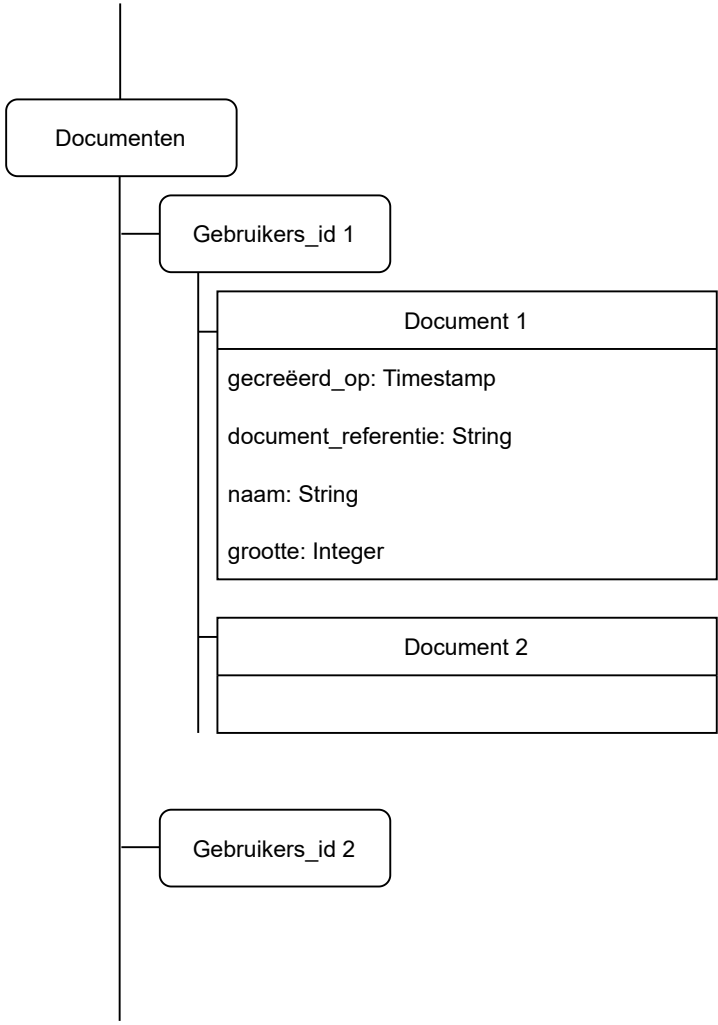 Documenten
Gebruikers_id 1
Document 1
gecreëerd_op: Timestamp
document_referentie: String
naam: String
grootte: Integer
Document 2
Gebruikers_id 2